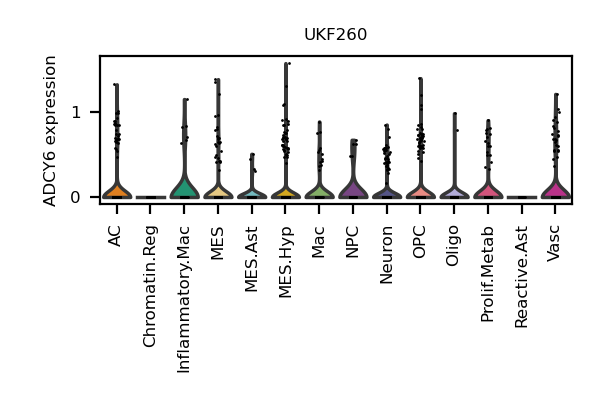 UKF260
ADCY6 expression
1
0
AC
Chromatin.Reg
Inflammatory.Mac
MES
MES.Ast
MES.Hyp
Mac
NPC
Neuron
OPC
Oligo
Prolif.Metab
Reactive.Ast
Vasc